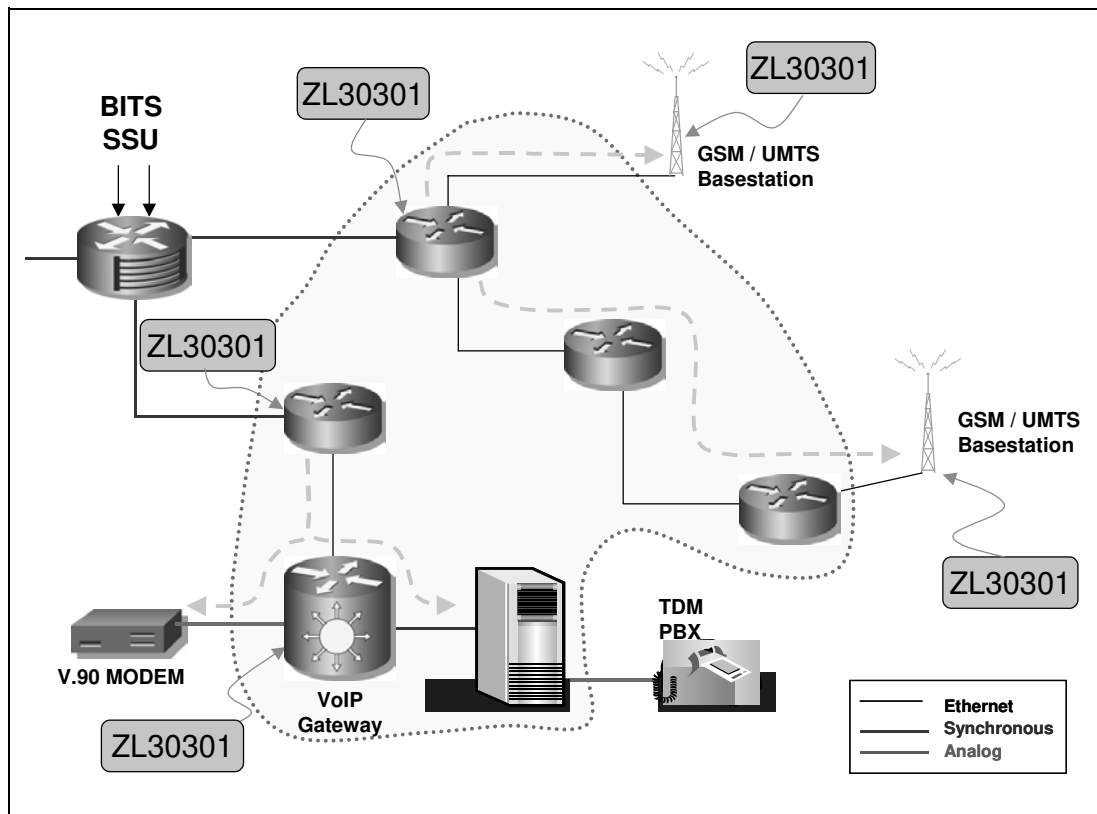 ZL30301
ZL30301
BITS
SSU
GSM / UMTS
Basestation
ZL30301
GSM / UMTS
Basestation
ZL30301
TDM
PBX
V.90 MODEM
VoIP
Gateway
ZL30301
Ethernet
Synchronous
Analog